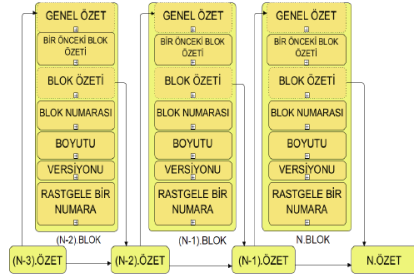 GENEL ÖZET
BİR ÖNCEKİ BLOK
ÖZETİ
BLOK ÖZETİ
BLOK NUMARASI
BOYUTU
VERSİYONU
RASTGELE BİR
NUMARA
(N-2).BLOK
GENEL ÖZET
BİR ÖNCEKİ BLOK
ÖZETİ
BLOK ÖZETİ
BLOK NUMARASI
BOYUTU
VERSİYONU
RASTGELE BİR
NUMARA
(N-1).BLOK
GENEL ÖZET
BİR ÖNCEKİ BLOK
ÖZETİ
BLOK ÖZETİ
BLOK NUMARASI
BOYUTU
VERSİYONU
RASTGELE BİR
NUMARA
N.BLOK
(N-3).ÖZET
(N-2).ÖZET
(N-1).ÖZET
N.ÖZET